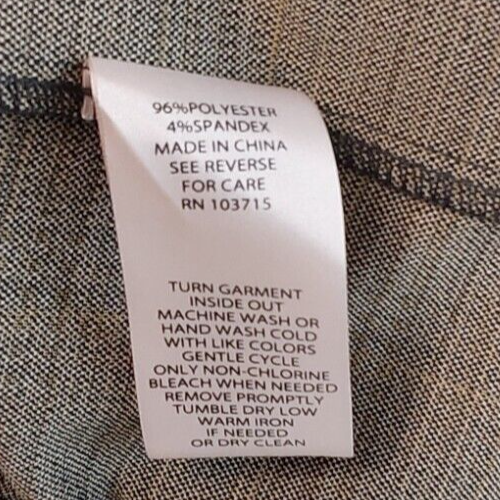 96%POLYESTER
4%SPANDEX
MADE IN CHINA
SEE REVERSE
FOR CARE
RN 103715
TURN GARMENT
INSIDE OUT
MACHINE WASH OR
HAND WASH COLD
WITH LIKE COLORS
GENTLE CYCLE
ONLY NON-CHLORINE
BLEACH WHEN NEEDED
REMOVE PROMPTLY
TUMBLE DRY LOW
WARM IRON
IF NEEDED
OR DRY CLEAN